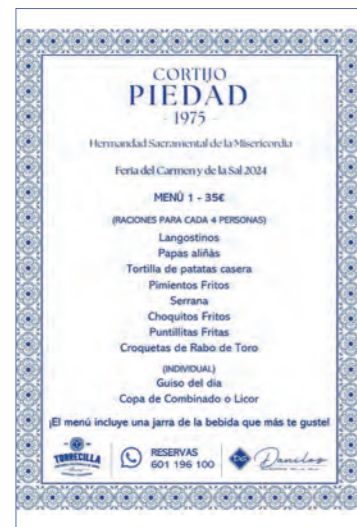 CORTIJO
PIEDAD
- 1975 -
Hermandad Sacramental de la Misericordia
Feria del Carmen y de la Sal 2024
MENÚ 1 - 35€
(RACIONES PARA CADA 4 PERSONAS)
Langostinos
Papas aliñás
Tortilla de patatas casera
Pimientos Fritos
Serrana
Choquitos Fritos
Puntillitas Fritas
Croquetas de Rabo de Toro
(INDIVIDUAL)
Guiso del día
Copa de Combinado o Licor
¡El menú incluye una jarra de la bebida que más te guste!
TORRECILLA
RESERVAS
601 196 100
Danilos